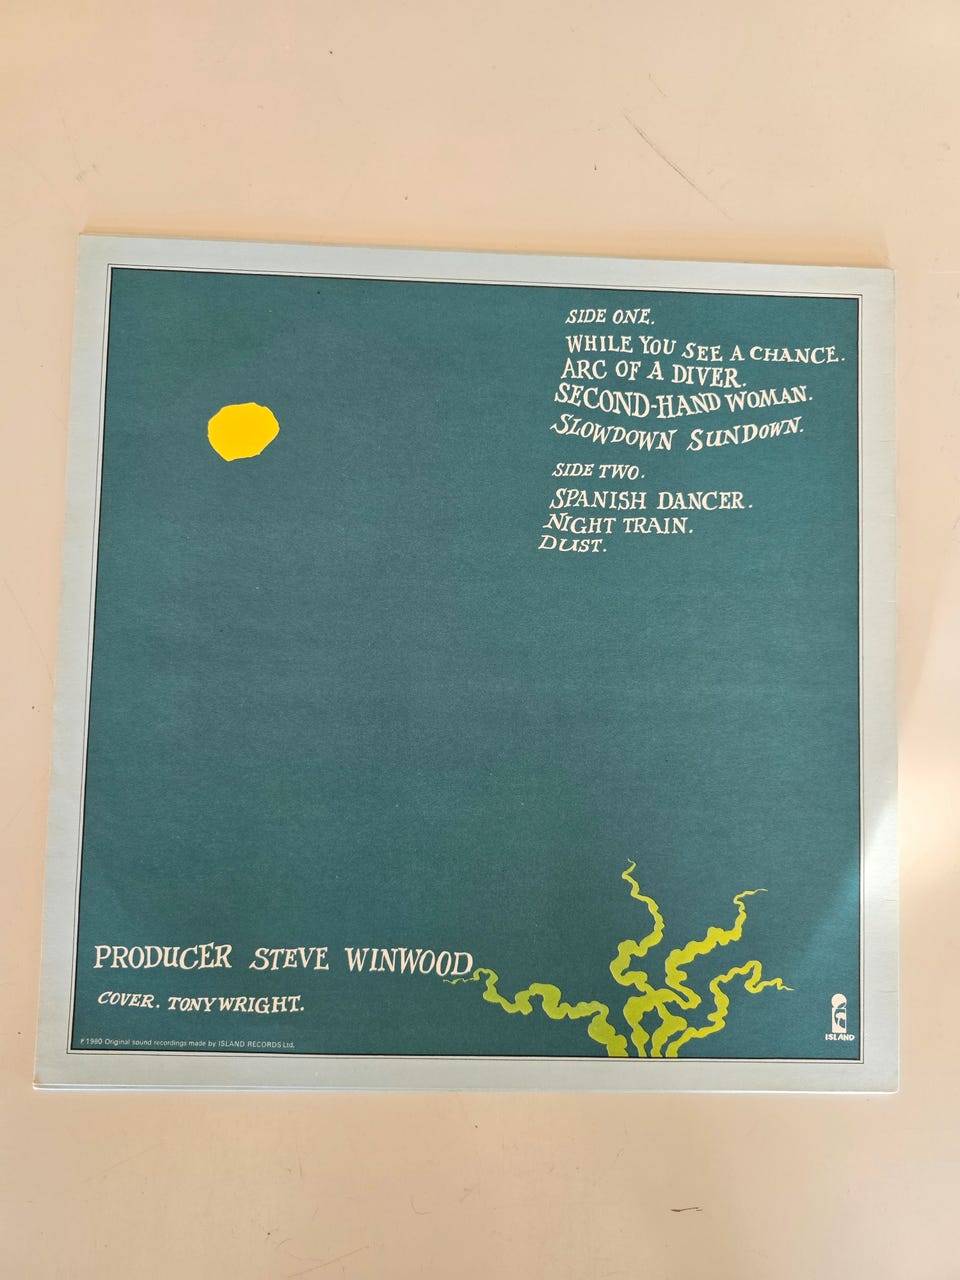 SIDE ONE.
WHILE YOU SEE A CHANCE.
ARC OF A DIVER.
SECOND-HAND WOMAN.
SLOWDOWN SUNDOWN.
SIDE TWO.
SPANISH DANCER.
NIGHT TRAIN.
DUST.
PRODUCER STEVE WINWOOD
COVER. TONY WRIGHT.
℗ 1980 Original sound recordings made by ISLAND RECORDS Ltd.
ISLAND